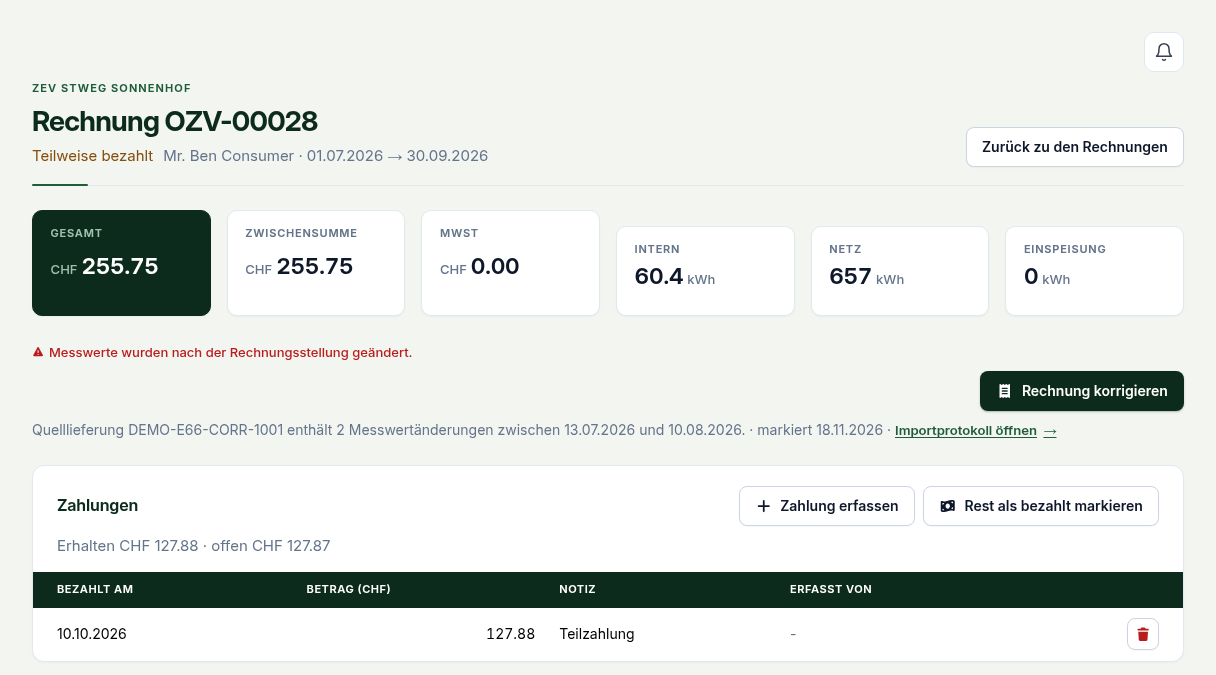 ZEV STWEG SONNENHOF
Rechnung OZV-00028
Teilweise bezahlt Mr. Ben Consumer · 01.07.2026 → 30.09.2026
Zurück zu den Rechnungen
GESAMT
CHF 255.75
ZWISCHENSUMME
CHF 255.75
MWST
CHF 0.00
INTERN
60.4 kWh
NETZ
657 kWh
EINSPEISUNG
0 kWh
Messwerte wurden nach der Rechnungsstellung geändert.
Rechnung korrigieren
Quelllieferung DEMO-E66-CORR-1001 enthält 2 Messwertänderungen zwischen 13.07.2026 und 10.08.2026. · markiert 18.11.2026 · Importprotokoll öffnen →
Zahlungen
Zahlung erfassen
Rest als bezahlt markieren
Erhalten CHF 127.88 · offen CHF 127.87
BEZAHLT AM BETRAG (CHF) NOTIZ ERFASST VON
10.10.2026 127.88 Teilzahlung -